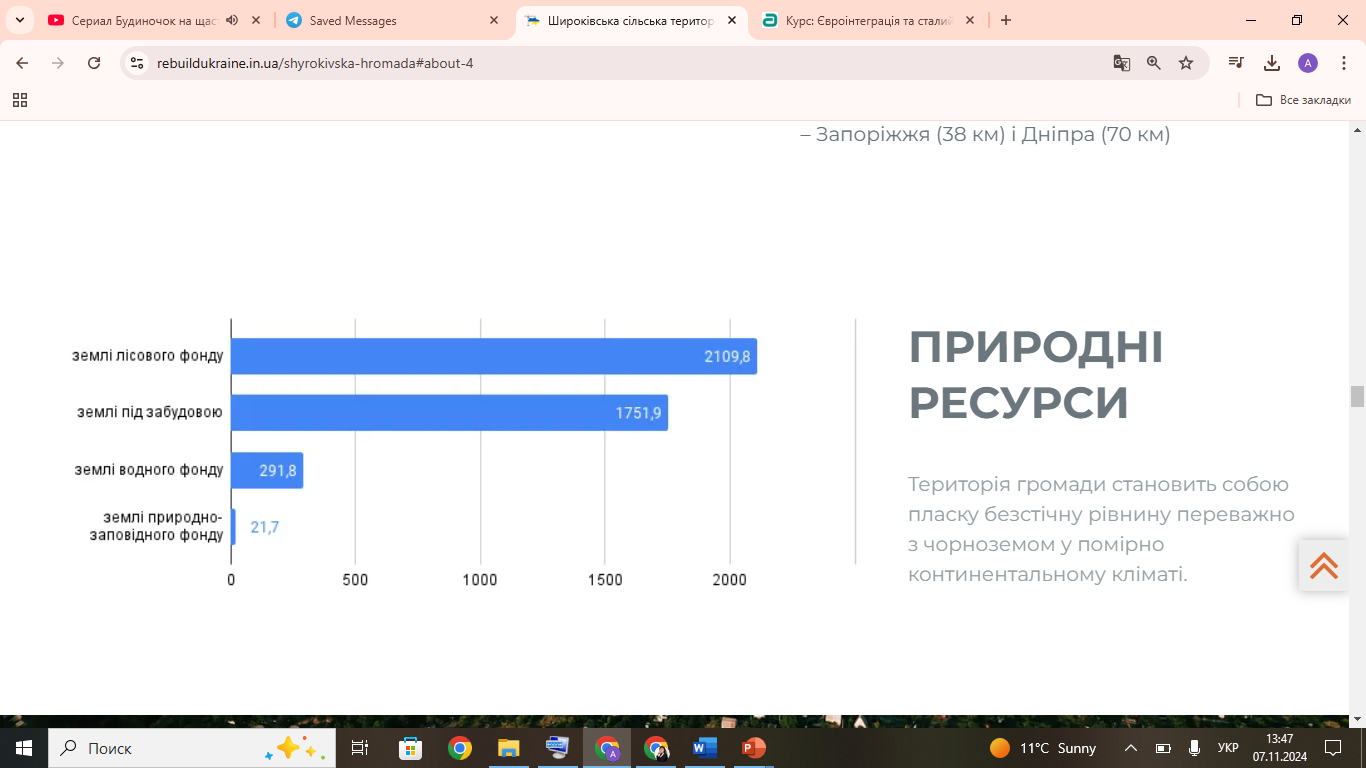 Сериал Будиночок на щас
Saved Messages
Широківська сільська територ
Курс: Євроінтеграція та сталий
rebuildukraine.in.ua/shyrokivska-hromada#about-4
A
Все закладки
– Запоріжжя (38 км) і Дніпра (70 км)
землі лісового фонду
2109,8
землі під забудовою
1751,9
землі водного фонду
291,8
землі природно-
заповідного фонду
21,7
0 500 1000 1500 2000
ПРИРОДНІ
РЕСУРСИ
Територія громади становить собою
пласку безстічну рівнину переважно
з чорноземом у помірно
континентальному кліматі.
Поиск
11°C Sunny
УКР
13:47
07.11.2024